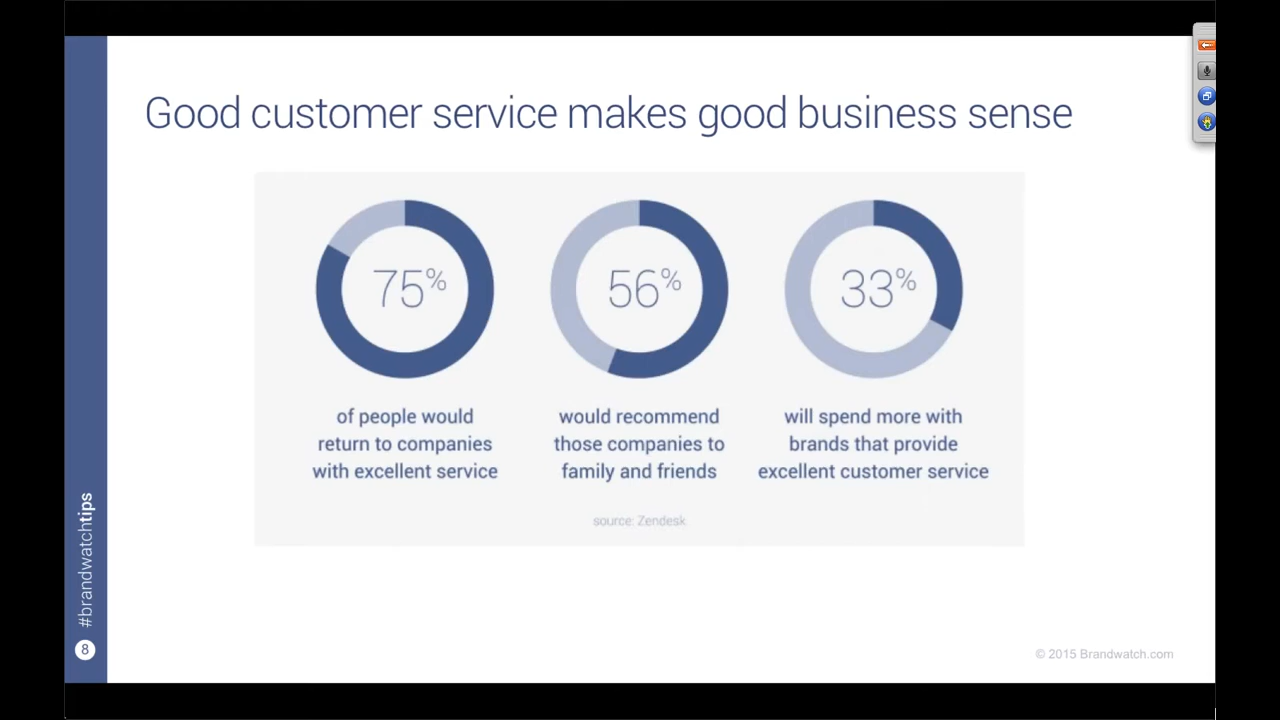 Good customer service makes good business sense
75%
of people would
return to companies
with excellent service
56%
would recommend
those companies to
family and friends
33%
will spend more with
brands that provide
excellent customer service
source: Zendesk
#brandwatchtips
8
© 2015 Brandwatch.com